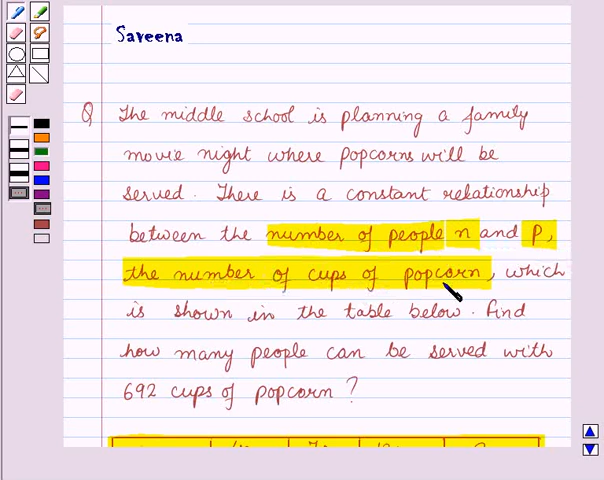 Saveena
Q The middle school is planning a family
movie night where popcorns will be
served. There is a constant relationship
between the number of people n and p,
the number of cups of popcorn, which
is shown in the table below. Find
how many people can be served with
692 cups of popcorn?